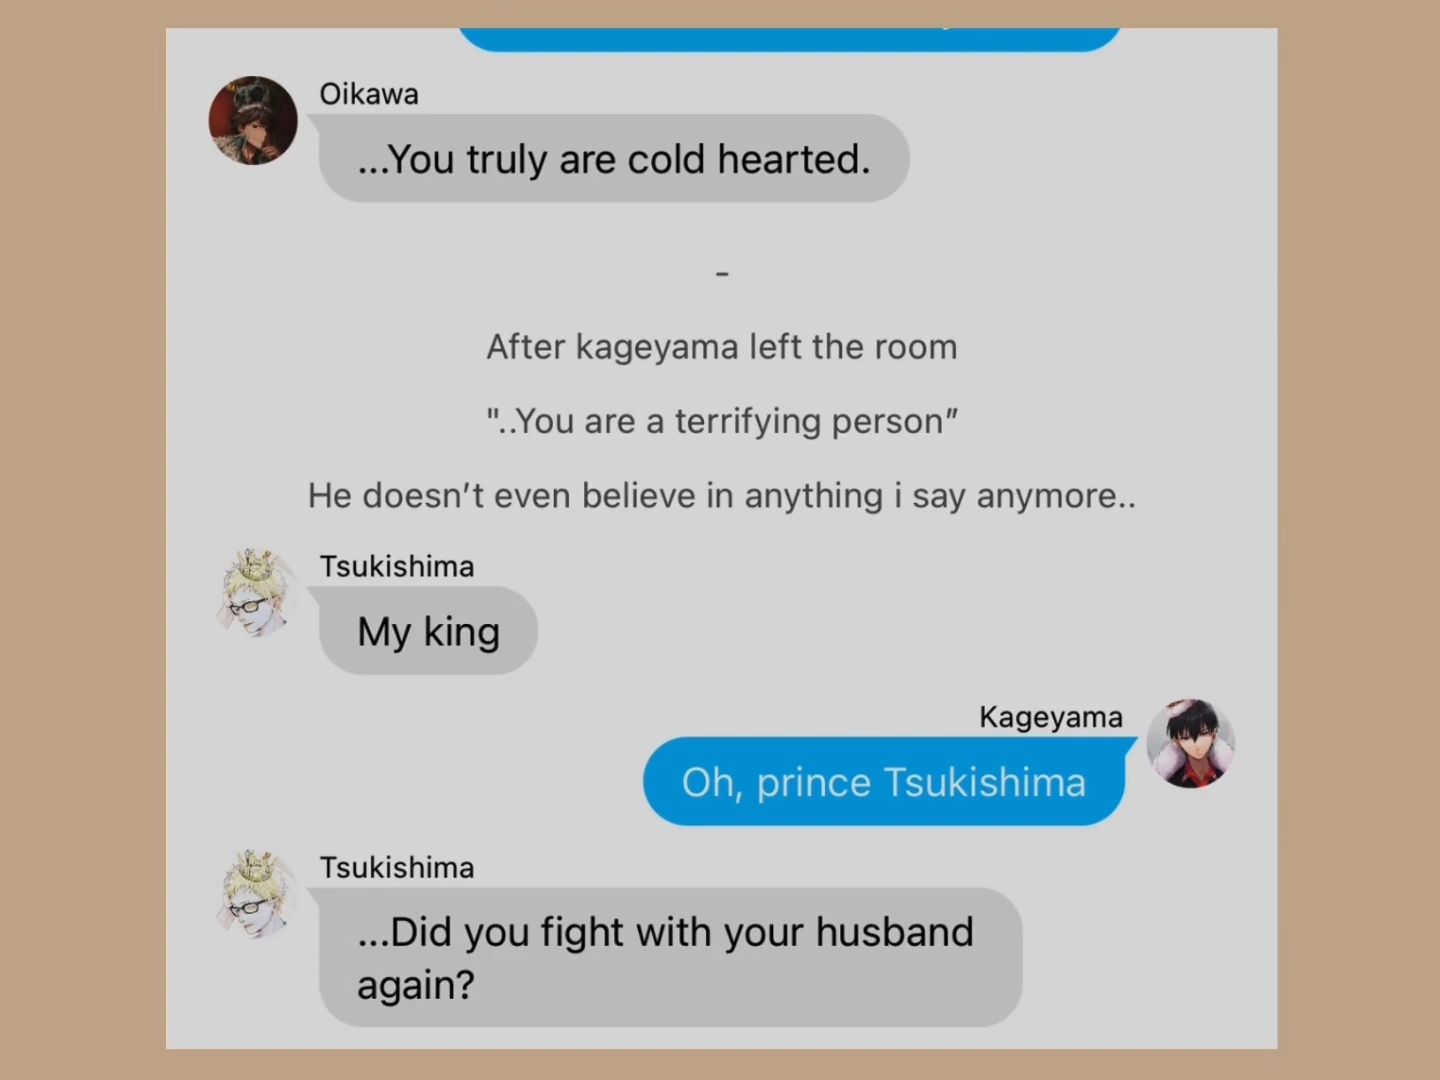 Oikawa
...You truly are cold hearted.
-
After kageyama left the room
"..You are a terrifying person”
He doesn’t even believe in anything i say anymore..
Tsukishima
My king
Kageyama
Oh, prince Tsukishima
Tsukishima
...Did you fight with your husband
again?